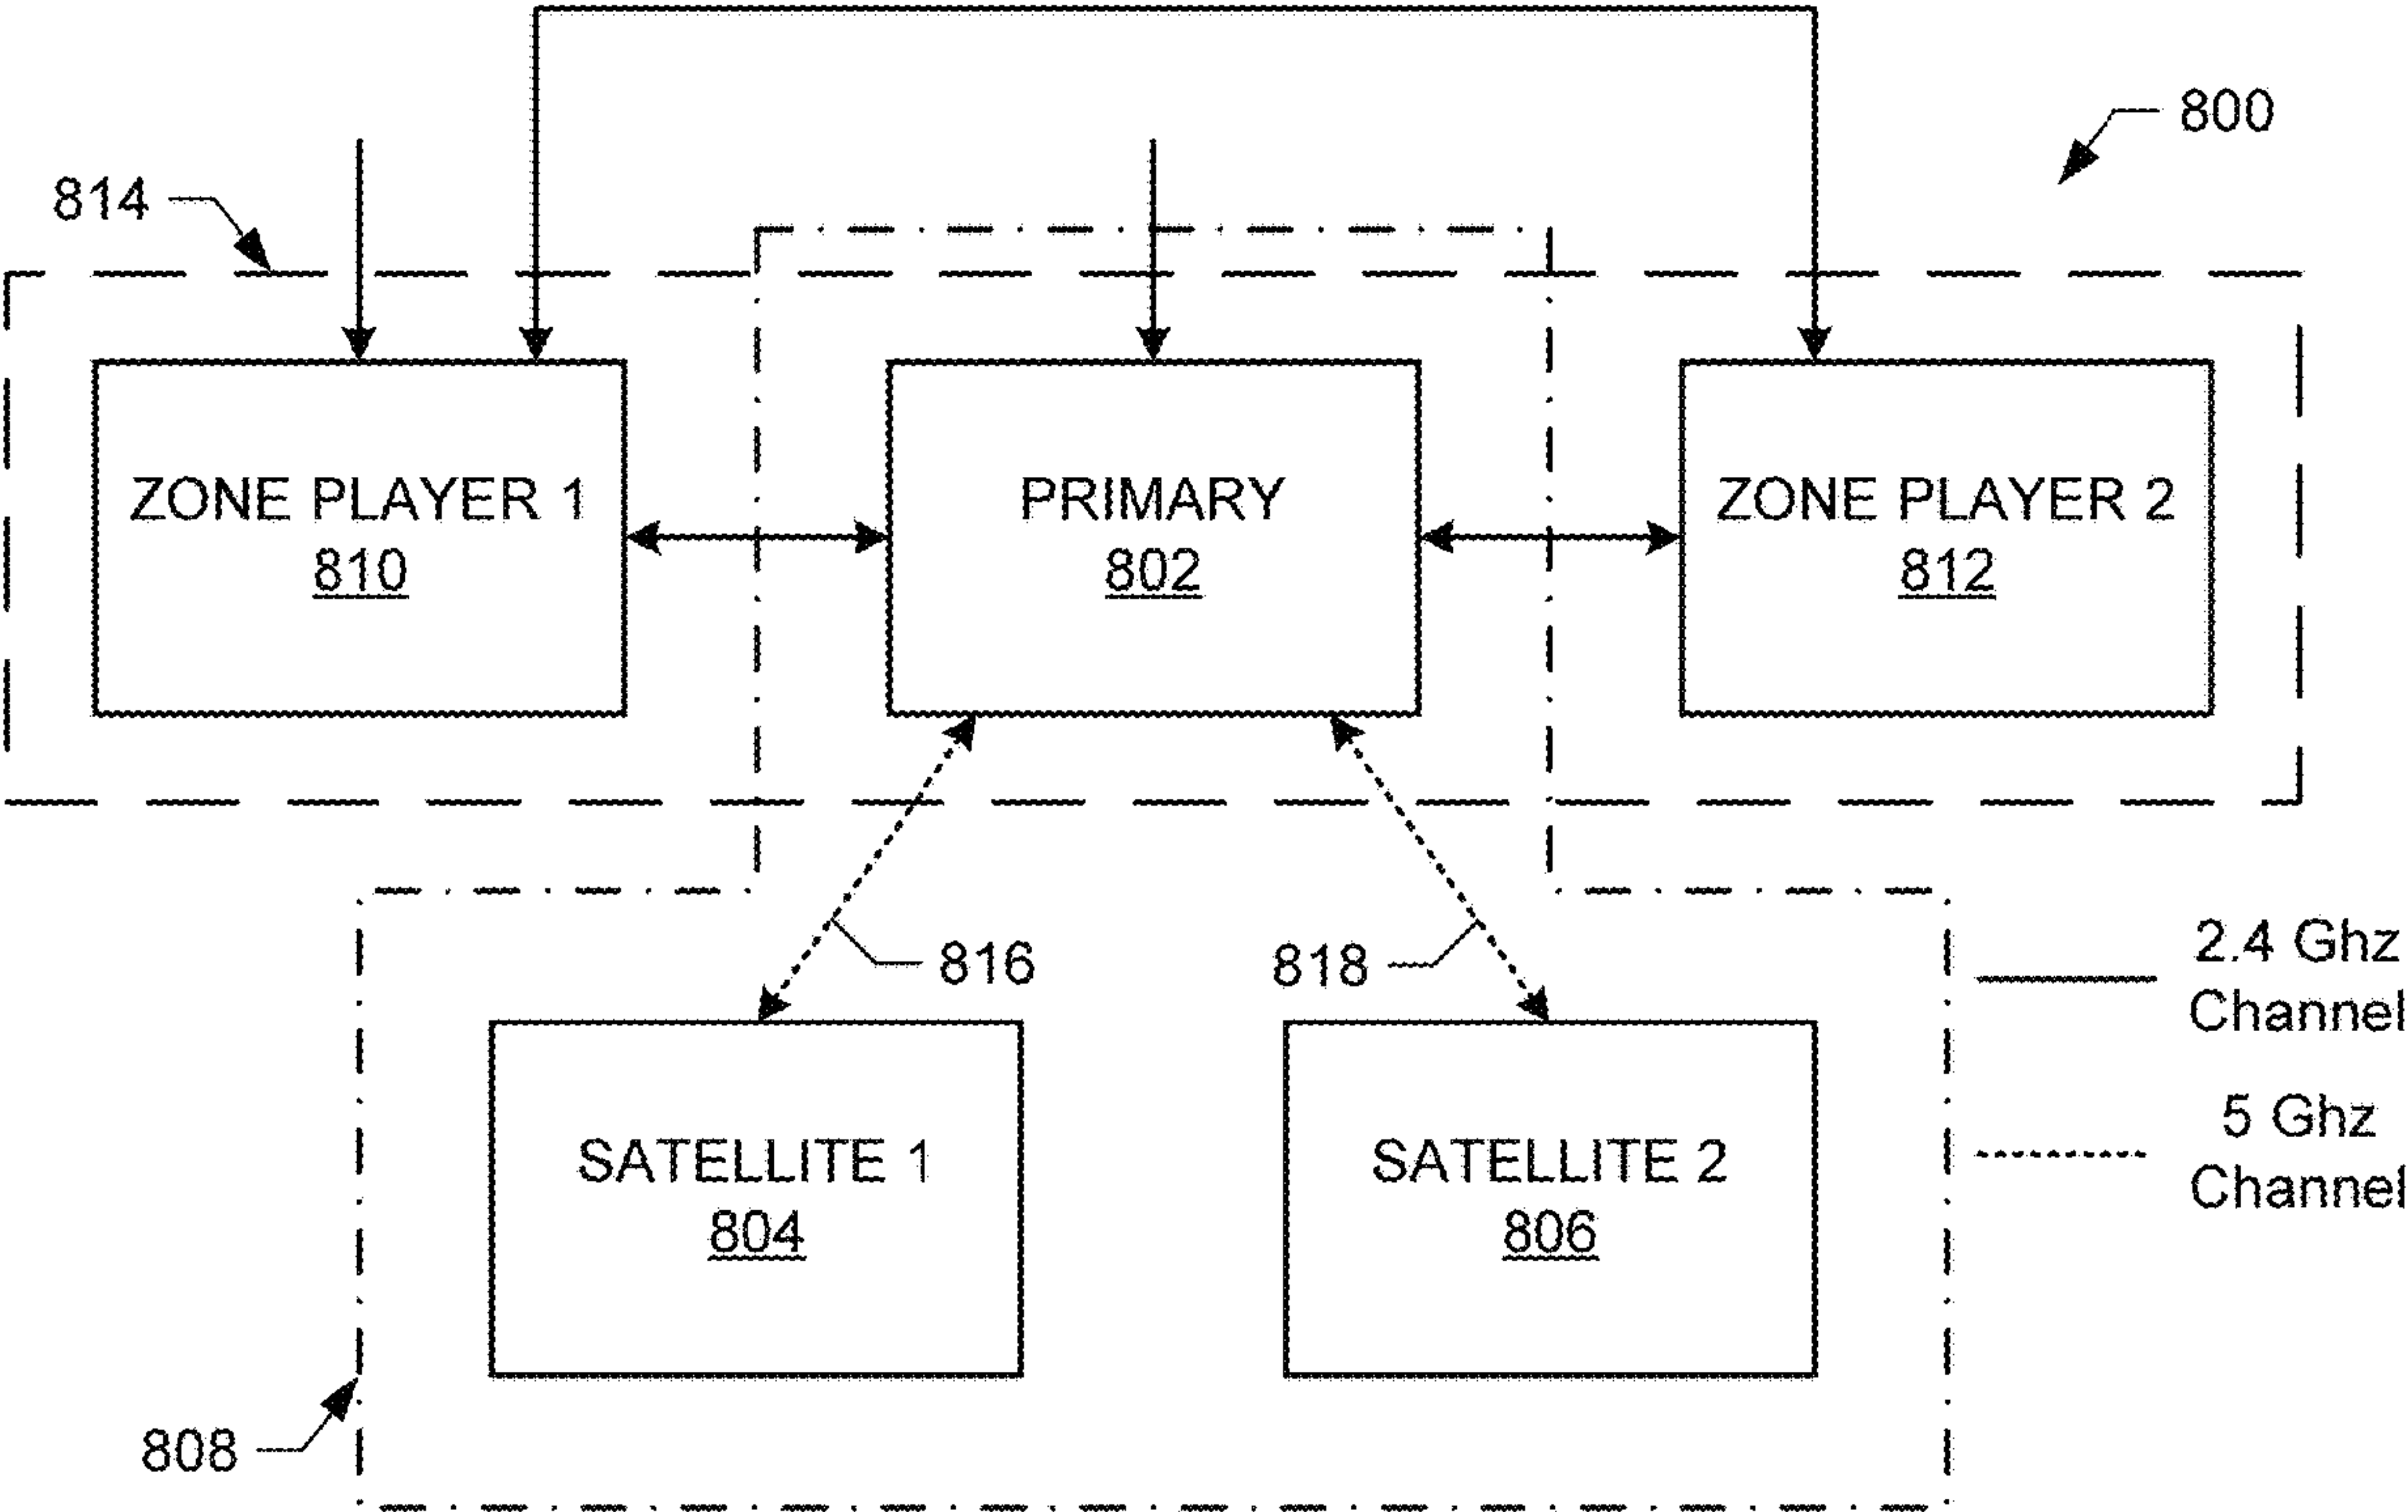 800
814
ZONE PLAYER 1
810
PRIMARY
802
ZONE PLAYER 2
812
816
818
2.4 Ghz
Channel
5 Ghz
Channel
SATELLITE 1
804
SATELLITE 2
806
808